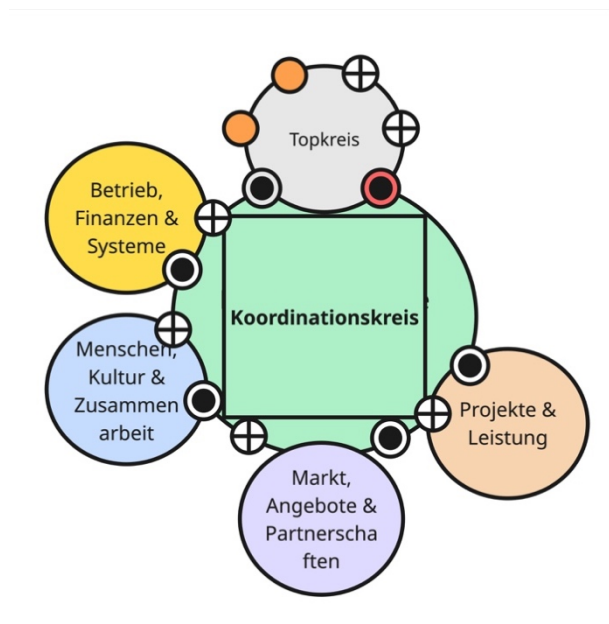 Topkreis
Betrieb,
Finanzen &
Systeme
Koordinationskreis
Menschen,
Kultur &
Zusammen
arbeit
Projekte &
Leistung
Markt,
Angebote &
Partnerscha
ften